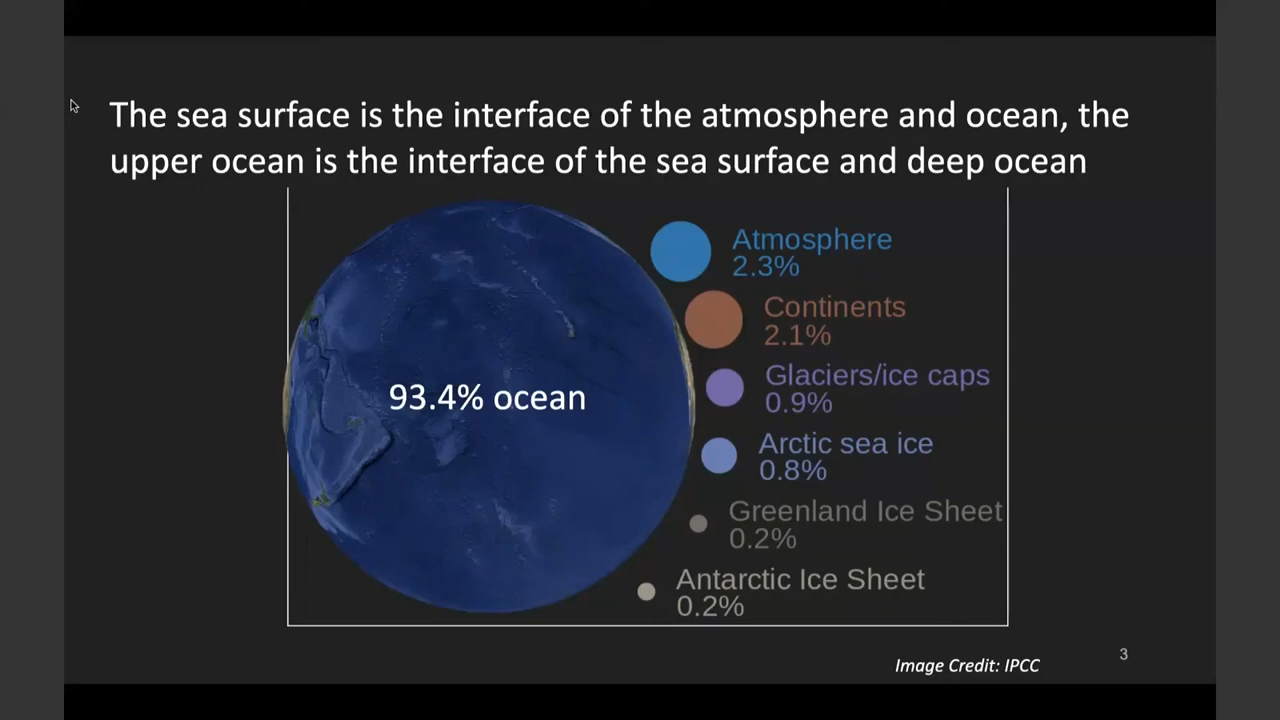 The sea surface is the interface of the atmosphere and ocean, the
upper ocean is the interface of the sea surface and deep ocean
93.4% ocean
Atmosphere
2.3%
Continents
2.1%
Glaciers/ice caps
0.9%
Arctic sea ice
0.8%
Greenland Ice Sheet
0.2%
Antarctic Ice Sheet
0.2%
Image Credit: IPCC
3